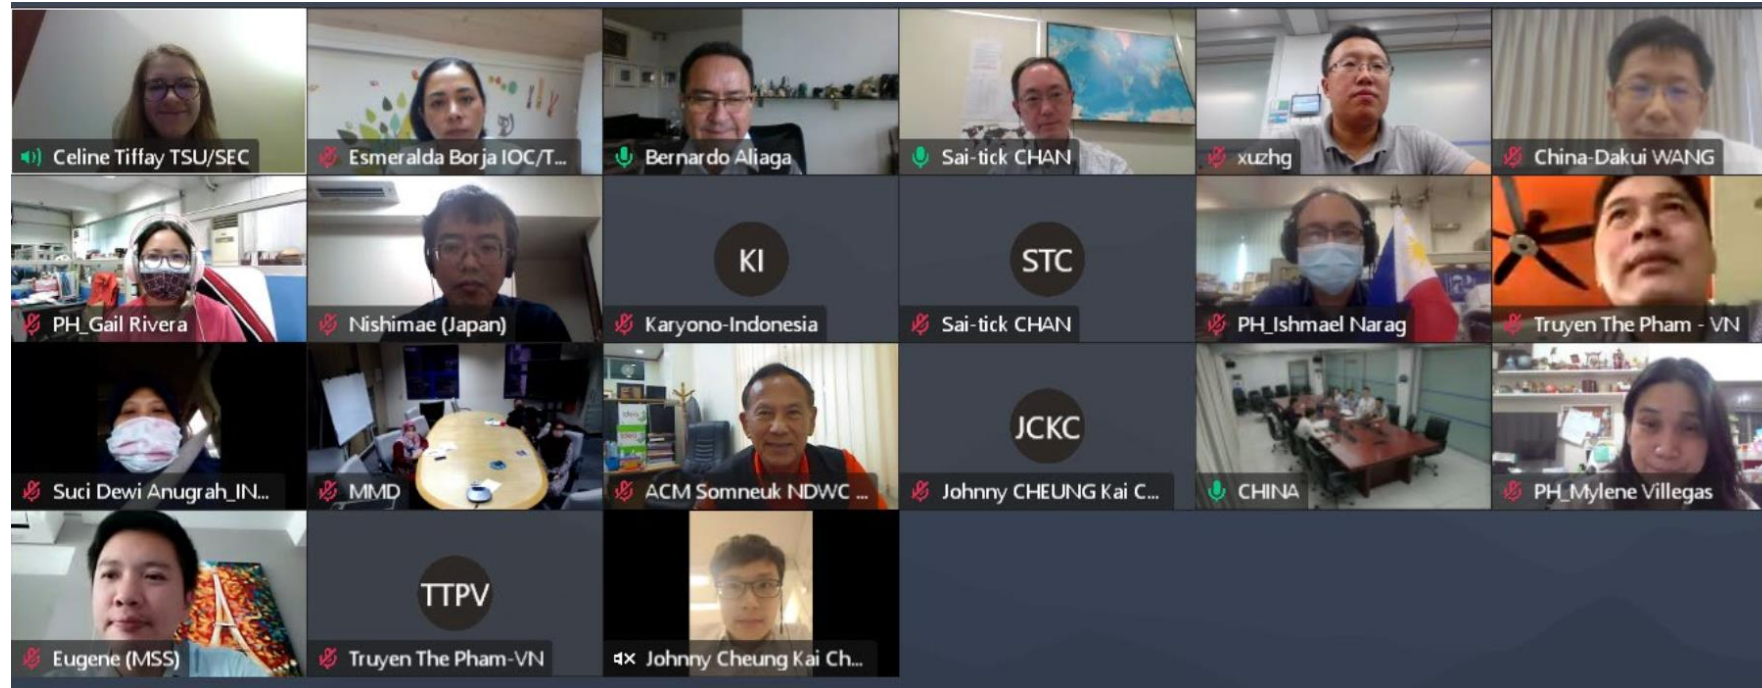 Celine Tiffay TSU/SEC
Esmeralda Borja IOC/T...
Bernardo Aliaga
Sai-tick CHAN
xuzhg
China-Dakui WANG
PH_Gail Rivera
Nishimae (Japan)
KI
Karyono-Indonesia
STC
Sai-tick CHAN
PH_Ishmael Narag
Truyen The Pham - VN
Suci Dewi Anugrah_IN...
MMD
ACM Somneuk NDWC ...
JCKC
Johnny CHEUNG Kai C...
CHINA
PH_Mylene Villegas
Eugene (MSS)
TTPV
Truyen The Pham-VN
Johnny Cheung Kai Ch...